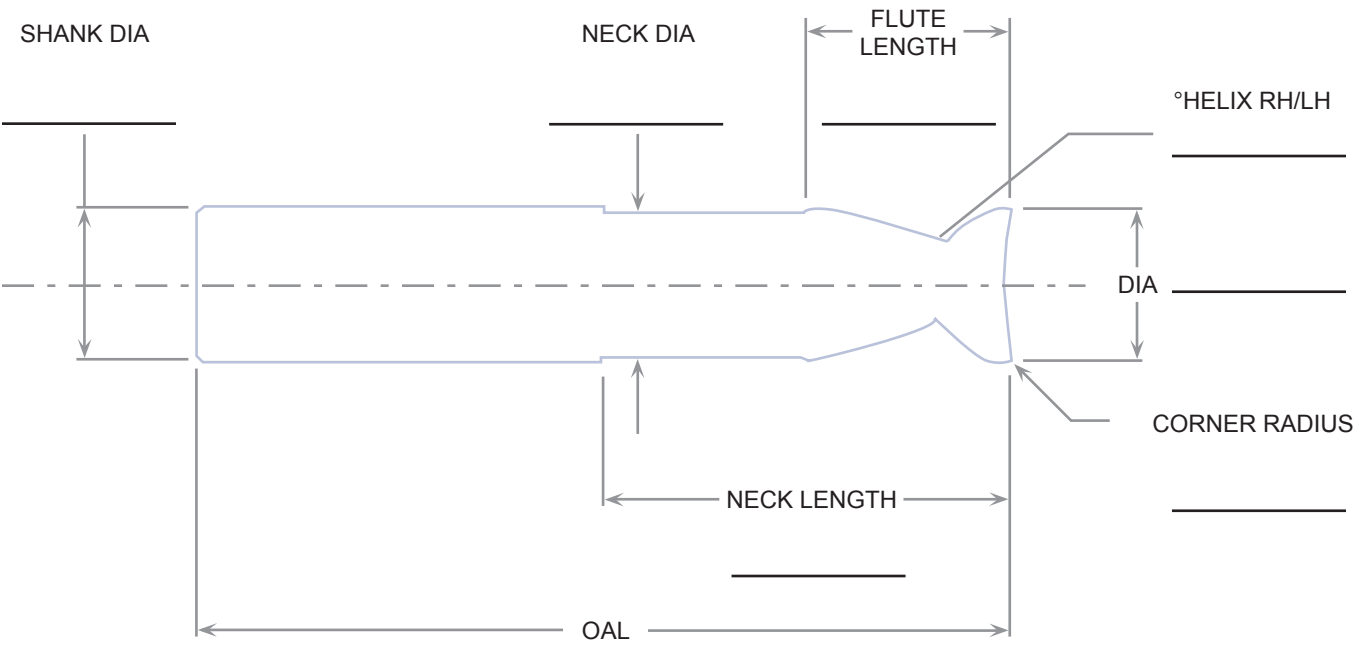 SHANK DIA
NECK DIA
FLUTE
LENGTH
°HELIX RH/LH
DIA
CORNER RADIUS
NECK LENGTH
OAL